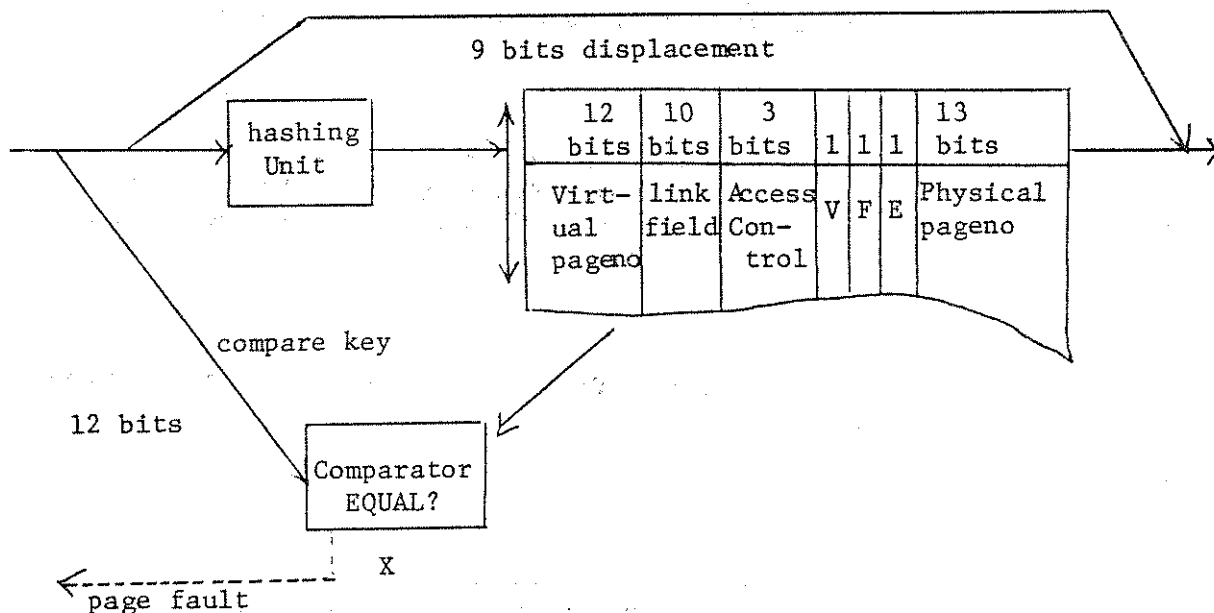 9 bits displacement
hashing
Unit
12
bits
10
bits
3
bits
1
1
1
13
bits
Virt-
ual
pageno
link
field
Access
Con-
trol
V
F
E
Physical
pageno
compare key
12 bits
Comparator
EQUAL?
X
page fault